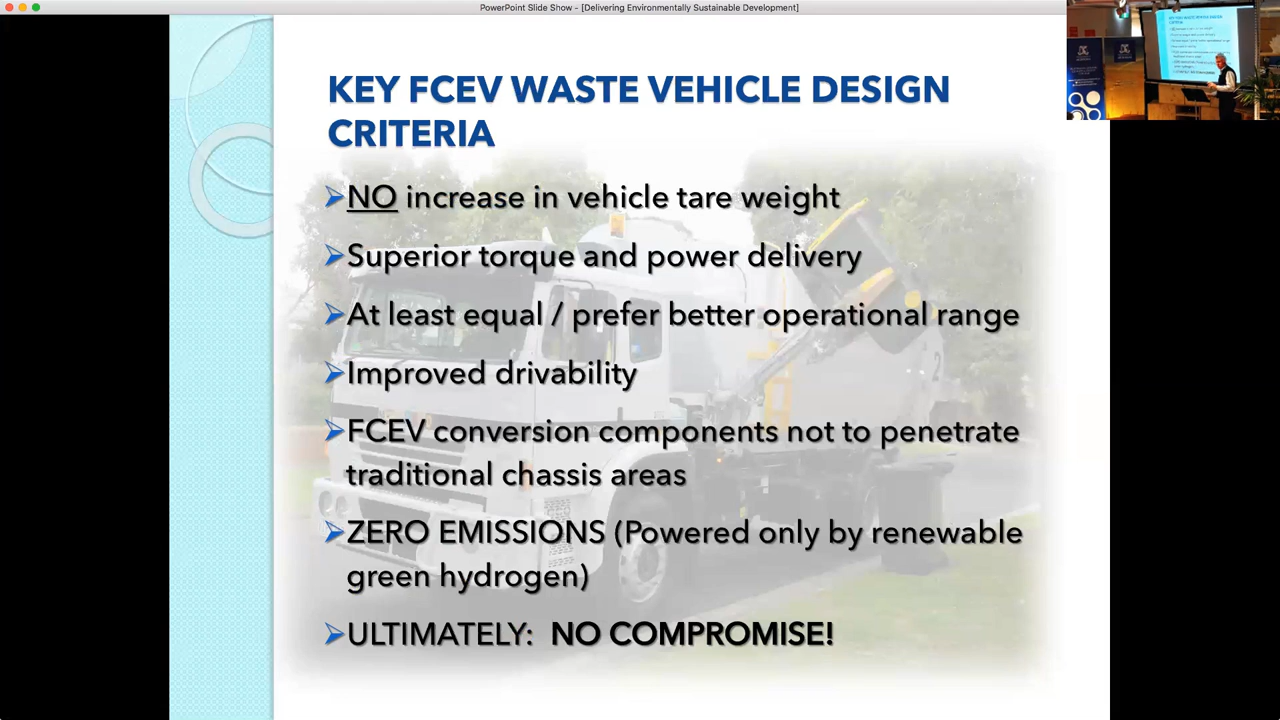 PowerPoint Slide Show - [Delivering Environmentally Sustainable Development]
KEY FCEV WASTE VEHICLE DESIGN
CRITERIA
➢NO increase in vehicle tare weight
➢Superior torque and power delivery
➢At least equal / prefer better operational range
➢Improved drivability
➢FCEV conversion components not to penetrate
traditional chassis areas
➢ZERO EMISSIONS (Powered only by renewable
green hydrogen)
➢ULTIMATELY: NO COMPROMISE!